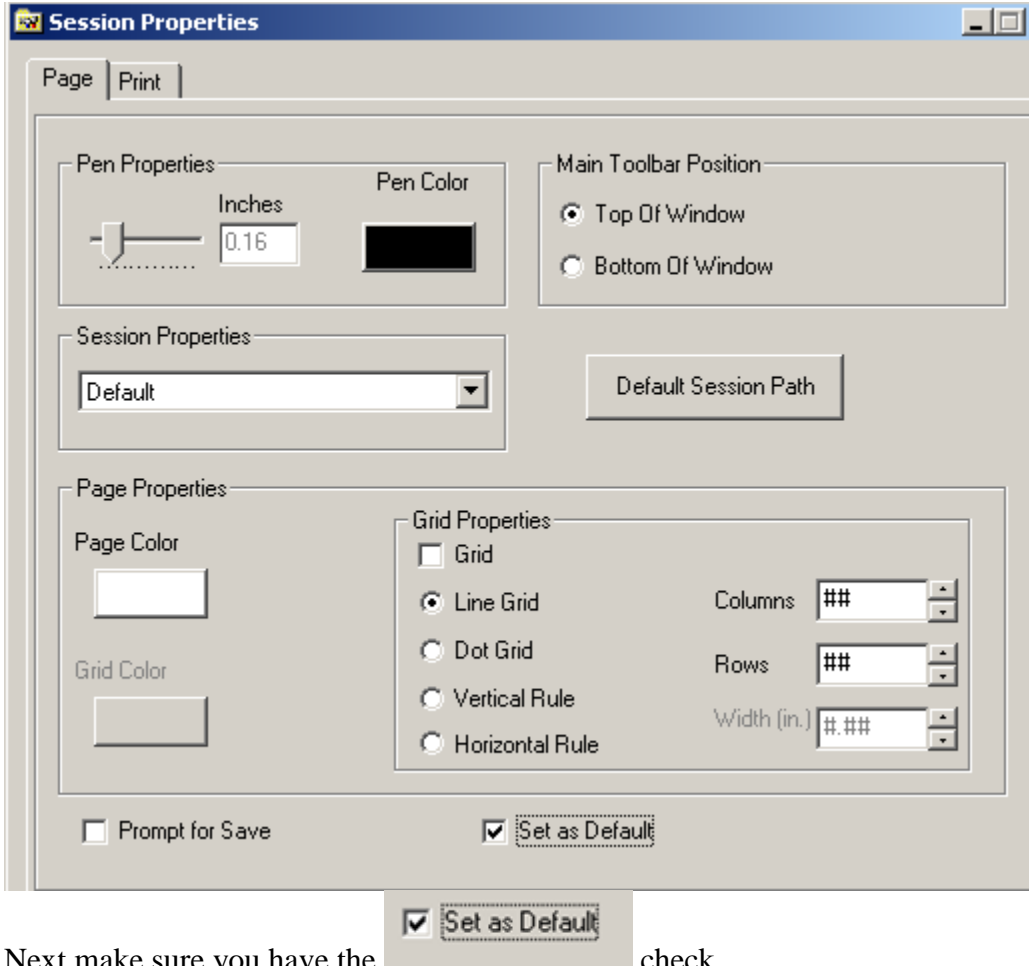 Session Properties
Page Print
Pen Properties
Inches
0.16
Pen Color
Main Toolbar Position
Top Of Window
Bottom Of Window
Session Properties
Default
Default Session Path
Page Properties
Page Color
Grid Color
Grid Properties
Grid
Line Grid
Dot Grid
Vertical Rule
Horizontal Rule
Columns ##
Rows ##
Width (in.) #.##
Prompt for Save
Set as Default
Next make sure you have the Set as Default check